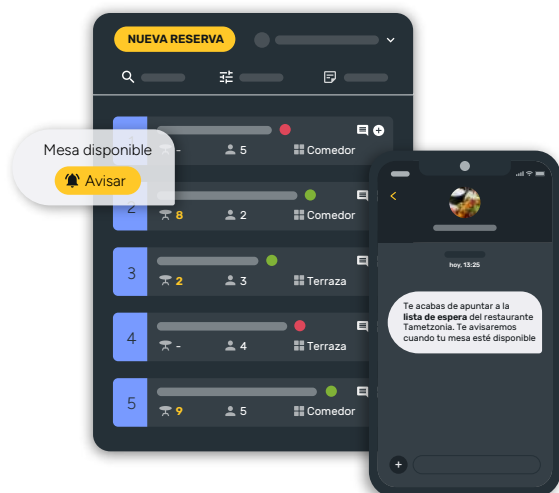 NUEVA RESERVA
Mesa disponible
Avisar
- 5 Comedor
2
8 2 Comedor
3
2 3 Terraza
4
- 4 Terraza
5
9 5 Comedor
hoy, 13:25
Te acabas de apuntar a la
lista de espera del restaurante
Tametzonia. Te avisaremos
cuando tu mesa esté disponible